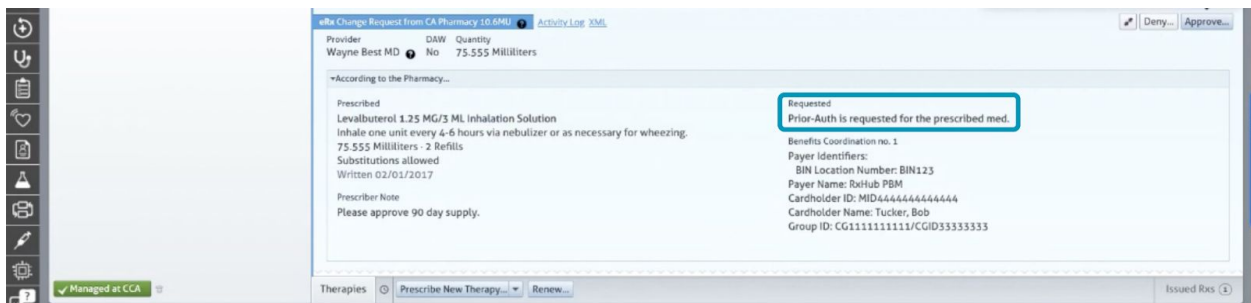 eRx Change Request from CA Pharmacy 10.6MU ? Activity Log XML
Deny... Approve...
Provider DAW Quantity
Wayne Best MD ? No 75.555 Milliliters
According to the Pharmacy...
Prescribed
Levalbuterol 1.25 MG/3 ML Inhalation Solution
Inhale one unit every 4-6 hours via nebulizer or as necessary for wheezing.
75.555 Milliliters - 2 Refills
Substitutions allowed
Written 02/01/2017
Prescriber Note
Please approve 90 day supply.
Requested
Prior-Auth is requested for the prescribed med.
Benefits Coordination no. 1
Payer Identifiers:
BIN Location Number: BIN123
Payer Name: RxHub PBM
Cardholder ID: MID4444444444444
Cardholder Name: Tucker, Bob
Group ID: CG1111111111/CGID33333333
Managed at CCA
Therapies Prescribe New Therapy... Renew...
Issued Rxs 1
?